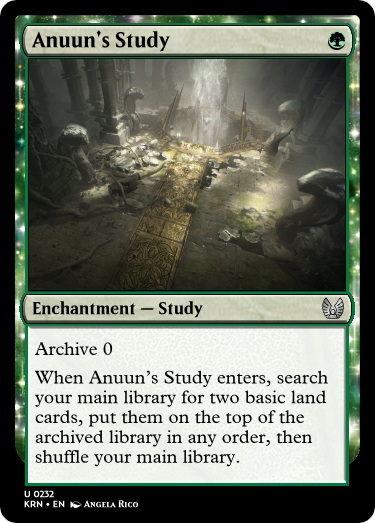 Anuun's Study
Enchantment — Study
Archive 0
When Anuun's Study enters, search
your main library for two basic land
cards, put them on the top of the
archived library in any order, then
shuffle your main library.
U 0232
KRN • EN Angela Rico